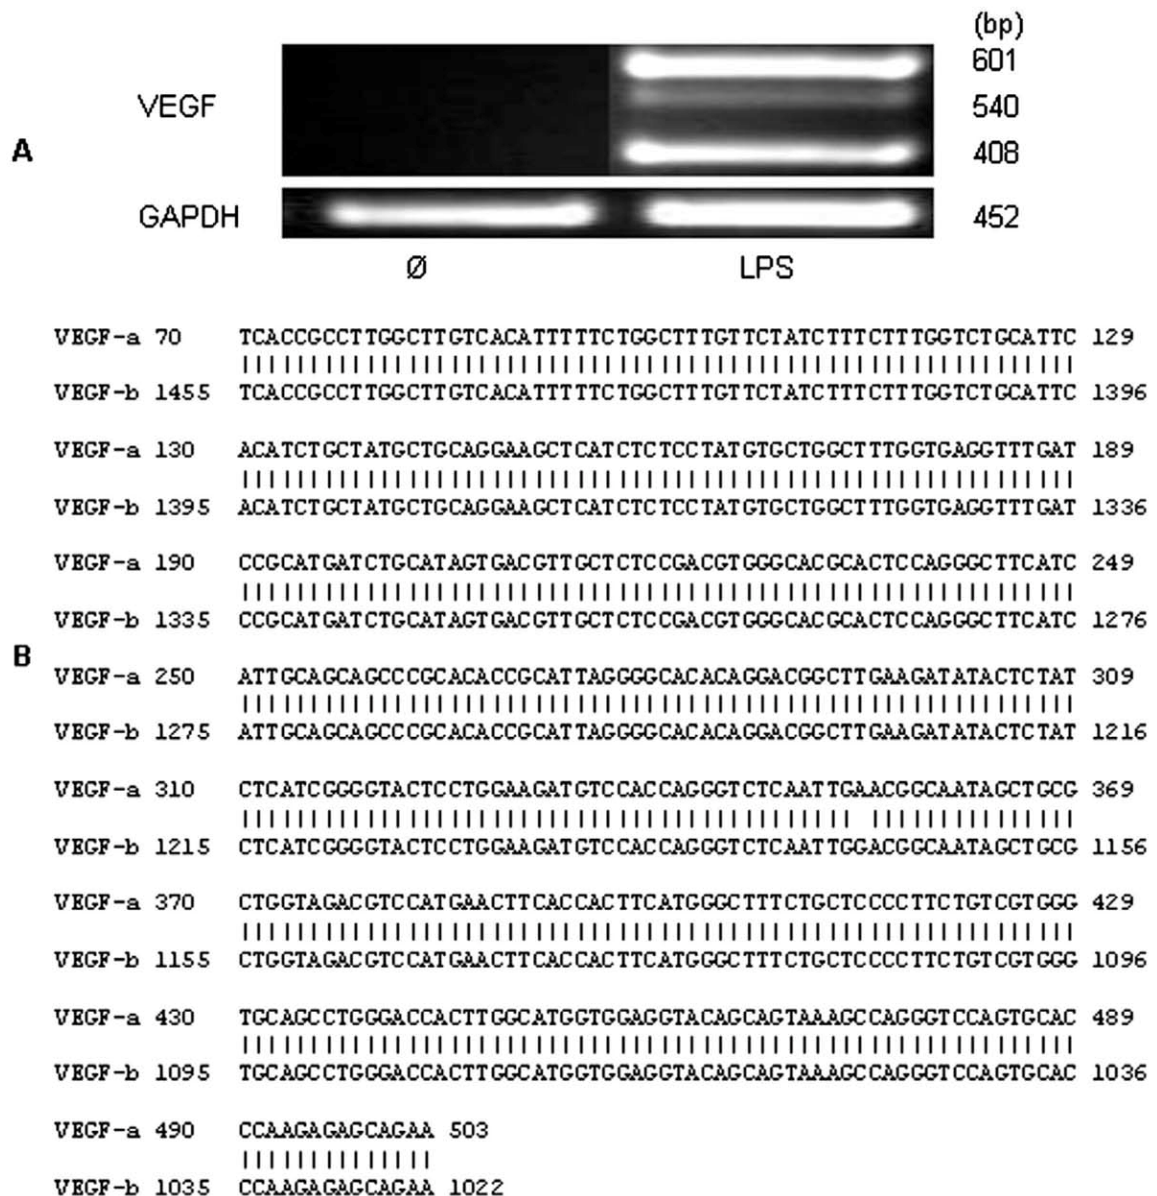 (bp)
601
VEGF
540
A
408
GAPDH
452
Ø LPS
VEGF-a 70 TCACCGCCTTGGCTTGTCACATTTTTCTGGCTTTGTTCTATCTTTCTTTGGTCTGCATTC 129
||||||||||||||||||||||||||||||||||||||||||||||||||||||||||||
VEGF-b 1455 TCACCGCCTTGGCTTGTCACATTTTTCTGGCTTTGTTCTATCTTTCTTTGGTCTGCATTC 1396
VEGF-a 130 ACATCTGCTATGCTGCAGGAAGCTCATCTCTCCTATGTGCTGGCTTTGGTGAGGTTTGAT 189
||||||||||||||||||||||||||||||||||||||||||||||||||||||||||||
VEGF-b 1395 ACATCTGCTATGCTGCAGGAAGCTCATCTCTCCTATGTGCTGGCTTTGGTGAGGTTTGAT 1336
VEGF-a 190 CCGCATGATCTGCATAGTGACGTTGCTCTCCGACGTGGGCACGCACTCCAGGGCTTCATC 249
||||||||||||||||||||||||||||||||||||||||||||||||||||||||||||
VEGF-b 1335 CCGCATGATCTGCATAGTGACGTTGCTCTCCGACGTGGGCACGCACTCCAGGGCTTCATC 1276
B
VEGF-a 250 ATTGCAGCAGCCCGCACACCGCATTAGGGGCACACAGGACGGCTTGAAGATATACTCTAT 309
||||||||||||||||||||||||||||||||||||||||||||||||||||||||||||
VEGF-b 1275 ATTGCAGCAGCCCGCACACCGCATTAGGGGCACACAGGACGGCTTGAAGATATACTCTAT 1216
VEGF-a 310 CTCATCGGGGTACTCCTGGAAGATGTCCACCAGGGTCTCAATTGAACGGCAATAGCTGCG 369
|||||||||||||||||||||||||||||||||||||||||||| |||||||||||||||
VEGF-b 1215 CTCATCGGGGTACTCCTGGAAGATGTCCACCAGGGTCTCAATTGGACGGCAATAGCTGCG 1156
VEGF-a 370 CTGGTAGACGTCCATGAACTTCACCACTTCATGGGCTTTCTGCTCCCCTTCTGTCGTGGG 429
||||||||||||||||||||||||||||||||||||||||||||||||||||||||||||
VEGF-b 1155 CTGGTAGACGTCCATGAACTTCACCACTTCATGGGCTTTCTGCTCCCCTTCTGTCGTGGG 1096
VEGF-a 430 TGCAGCCTGGGACCACTTGGCATGGTGGAGGTACAGCAGTAAAGCCAGGGTCCAGTGCAC 489
||||||||||||||||||||||||||||||||||||||||||||||||||||||||||||
VEGF-b 1095 TGCAGCCTGGGACCACTTGGCATGGTGGAGGTACAGCAGTAAAGCCAGGGTCCAGTGCAC 1036
VEGF-a 490 CCAAGAGAGCAGAA 503
||||||||||||||
VEGF-b 1035 CCAAGAGAGCAGAA 1022